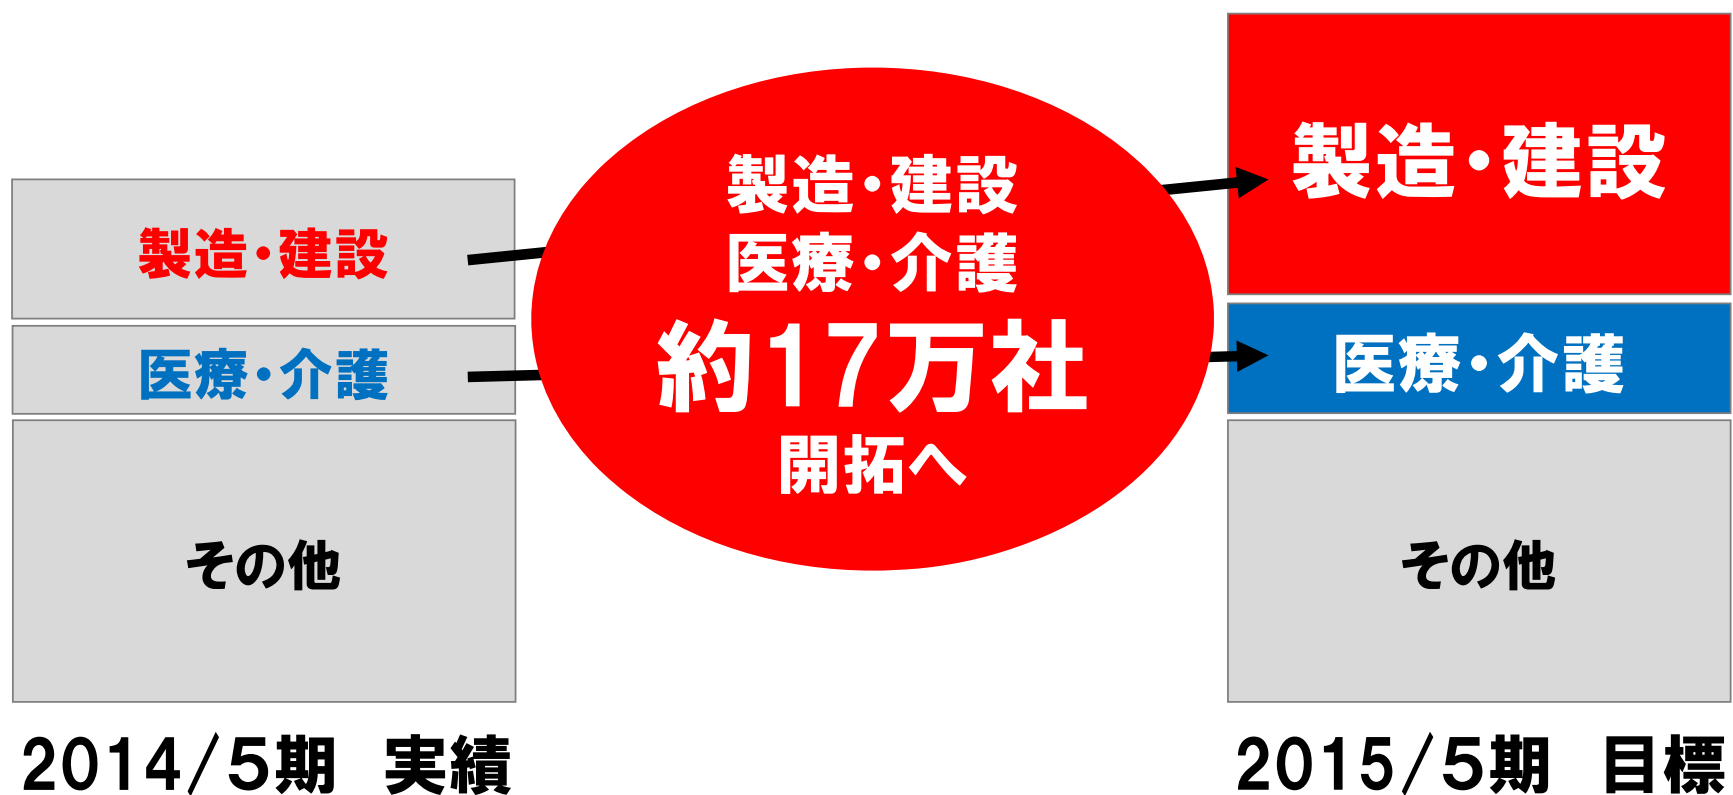 製造・建設
医療・介護
その他
2014/5期　実績
製造・建設
医療・介護
約17万社
開拓へ
製造・建設
医療・介護
その他
2015/5期　目標